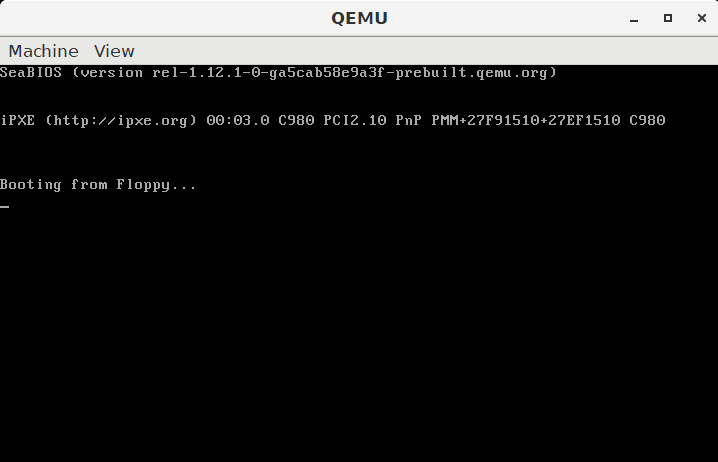 QEMU
Machine View
SeaBIOS (version rel-1.12.1-0-ga5cab58e9a3f-prebuilt.qemu.org)
iPXE (http://ipxe.org) 00:03.0 C980 PCI2.10 PnP PMM+27F91510+27EF1510 C980
Booting from Floppy...